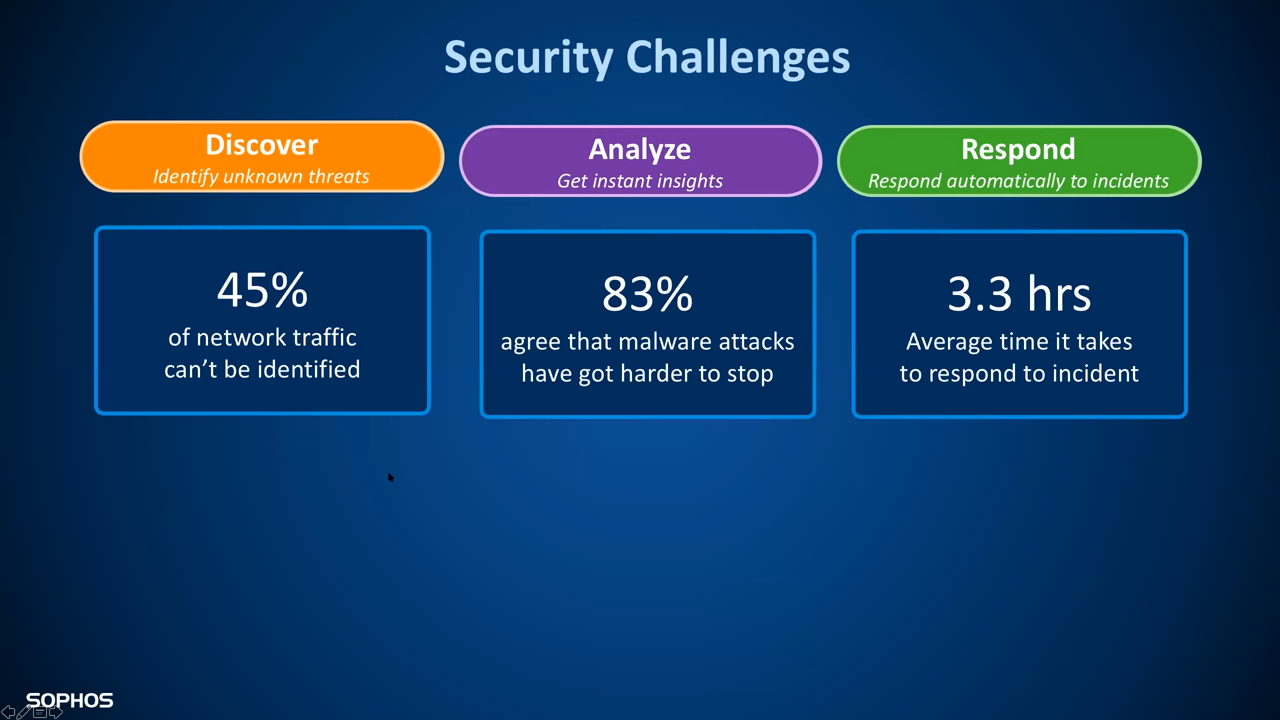 Security Challenges
Discover
Identify unknown threats
45%
of network traffic
can’t be identified
Analyze
Get instant insights
83%
agree that malware attacks
have got harder to stop
Respond
Respond automatically to incidents
3.3 hrs
Average time it takes
to respond to incident
SOPHOS